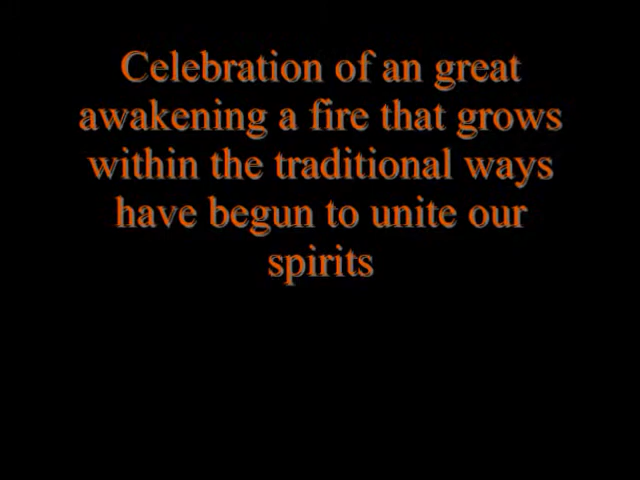 Celebration of an great
awakening a fire that grows
within the traditional ways
have begun to unite our
spirits